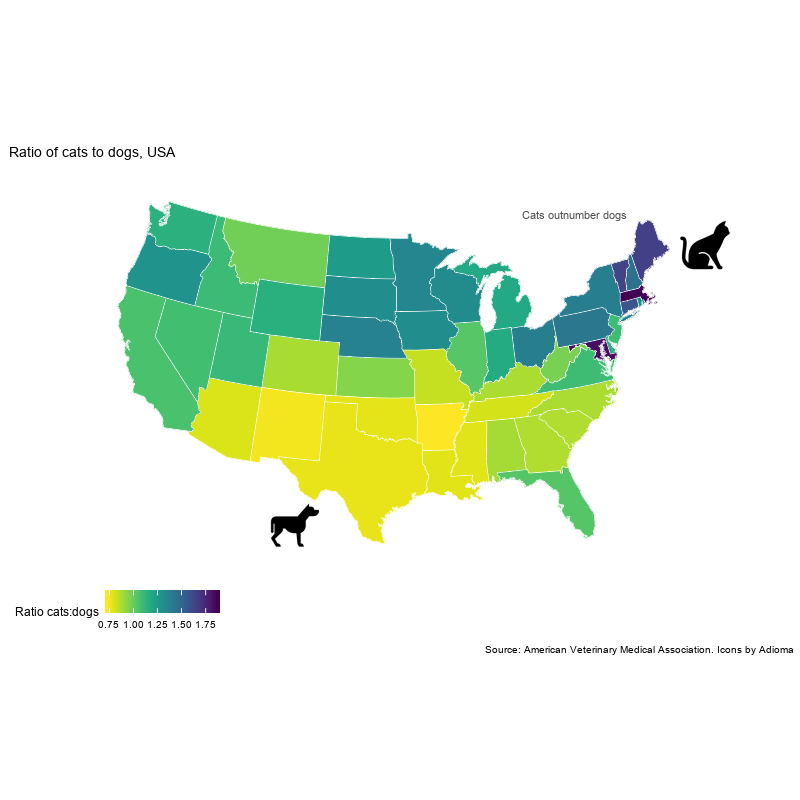 Ratio of cats to dogs, USA
Cats outnumber dogs
Ratio cats:dogs
0.75 1.00 1.25 1.50 1.75
Source: American Veterinary Medical Association. Icons by Adioma